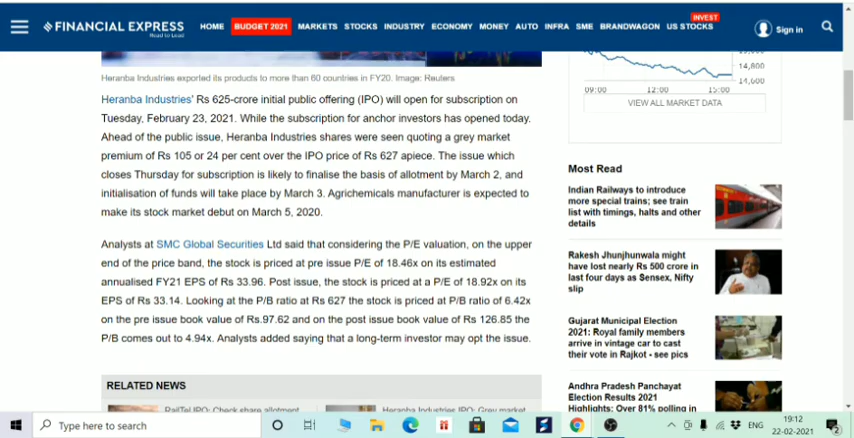 FINANCIAL EXPRESS
Read to Lead
HOME BUDGET 2021 MARKETS STOCKS INDUSTRY ECONOMY MONEY AUTO INFRA SME BRANDWAGON US STOCKS
INVEST
Sign in
Heranba Industries exported its products to more than 60 countries in FY20. Image: Reuters
Heranba Industries' Rs 625-crore initial public offering (IPO) will open for subscription on
Tuesday, February 23, 2021. While the subscription for anchor investors has opened today.
Ahead of the public issue, Heranba Industries shares were seen quoting a grey market
premium of Rs 105 or 24 per cent over the IPO price of Rs 627 apiece. The issue which
closes Thursday for subscription is likely to finalise the basis of allotment by March 2, and
initialisation of funds will take place by March 3. Agrichemicals manufacturer is expected to
make its stock market debut on March 5, 2020.
Analysts at SMC Global Securities Ltd said that considering the P/E valuation, on the upper
end of the price band, the stock is priced at pre issue P/E of 18.46x on its estimated
annualised FY21 EPS of Rs 33.96. Post issue, the stock is priced at a P/E of 18.92x on its
EPS of Rs 33.14. Looking at the P/B ratio at Rs 627 the stock is priced at P/B ratio of 6.42x
on the pre issue book value of Rs.97.62 and on the post issue book value of Rs 126.85 the
P/B comes out to 4.94x. Analysts added saying that a long-term investor may opt the issue.
RELATED NEWS
RailTel IPO: Check share allotment
Heranba Industries IPO: Grey market
14,800
14,600
09:00 12:00 15:00
VIEW ALL MARKET DATA
Most Read
Indian Railways to introduce
more special trains; see train
list with timings, halts and other
details
Rakesh Jhunjhunwala might
have lost nearly Rs 500 crore in
last four days as Sensex, Nifty
slip
Gujarat Municipal Election
2021: Royal family members
arrive in vintage car to cast
their vote in Rajkot - see pics
Andhra Pradesh Panchayat
Election Results 2021
Highlights: Over 81% polling in
Type here to search
ENG
19:12
22-02-2021
2